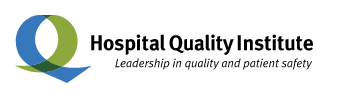 Hospital Quality Institute
Leadership in quality and patient safety